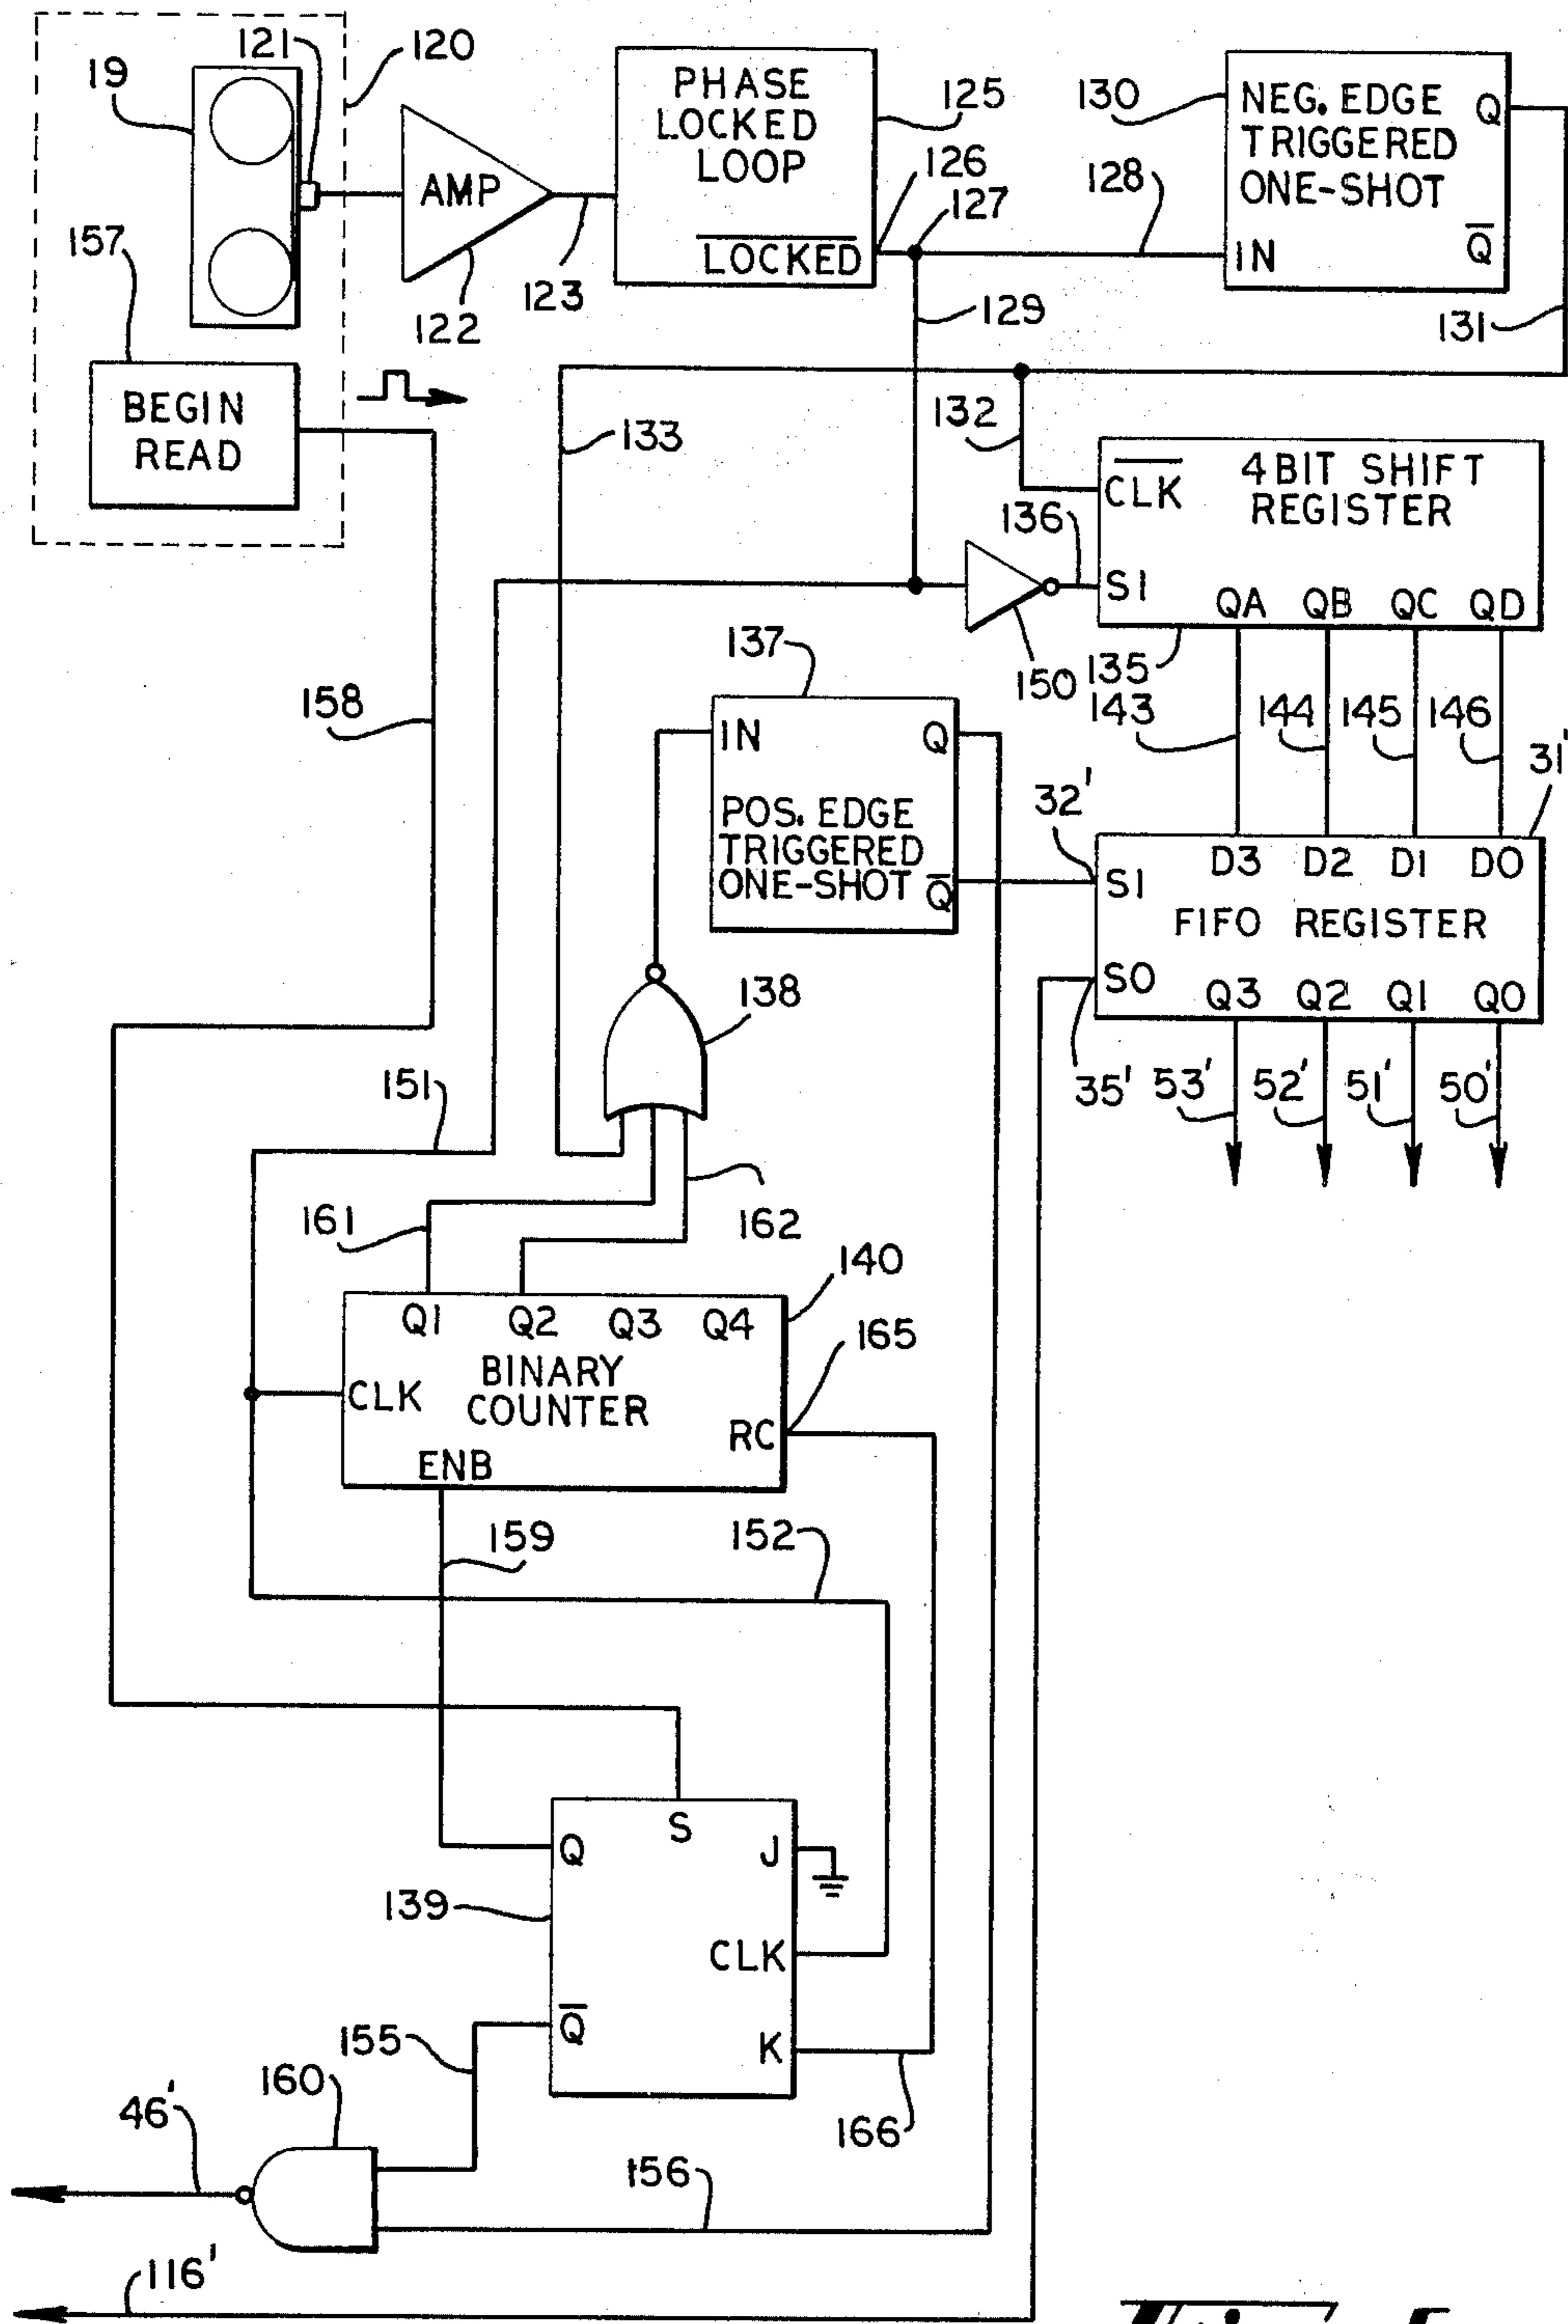 19
121
120
157
BEGIN
READ
AMP
122
123
PHASE
LOCKED
LOOP
LOCKED
125
126
127
128
129
130
NEG. EDGE
TRIGGERED
ONE-SHOT
Q
Q̅
IN
131
132
133
CLK
4BIT SHIFT
REGISTER
136
SI
QA QB QC QD
150
135
143
144
145
146
31'
137
IN
Q
POS. EDGE
TRIGGERED
ONE-SHOT
Q̅
32'
SI
D3 D2 D1 D0
FIFO REGISTER
SO
Q3 Q2 Q1 Q0
35'
53'
52'
51'
50'
158
138
151
161
162
140
Q1 Q2 Q3 Q4
BINARY
COUNTER
CLK
RC
ENB
165
159
152
S
Q
J
139
CLK
Q̅
K
155
160
46'
166
156
116'